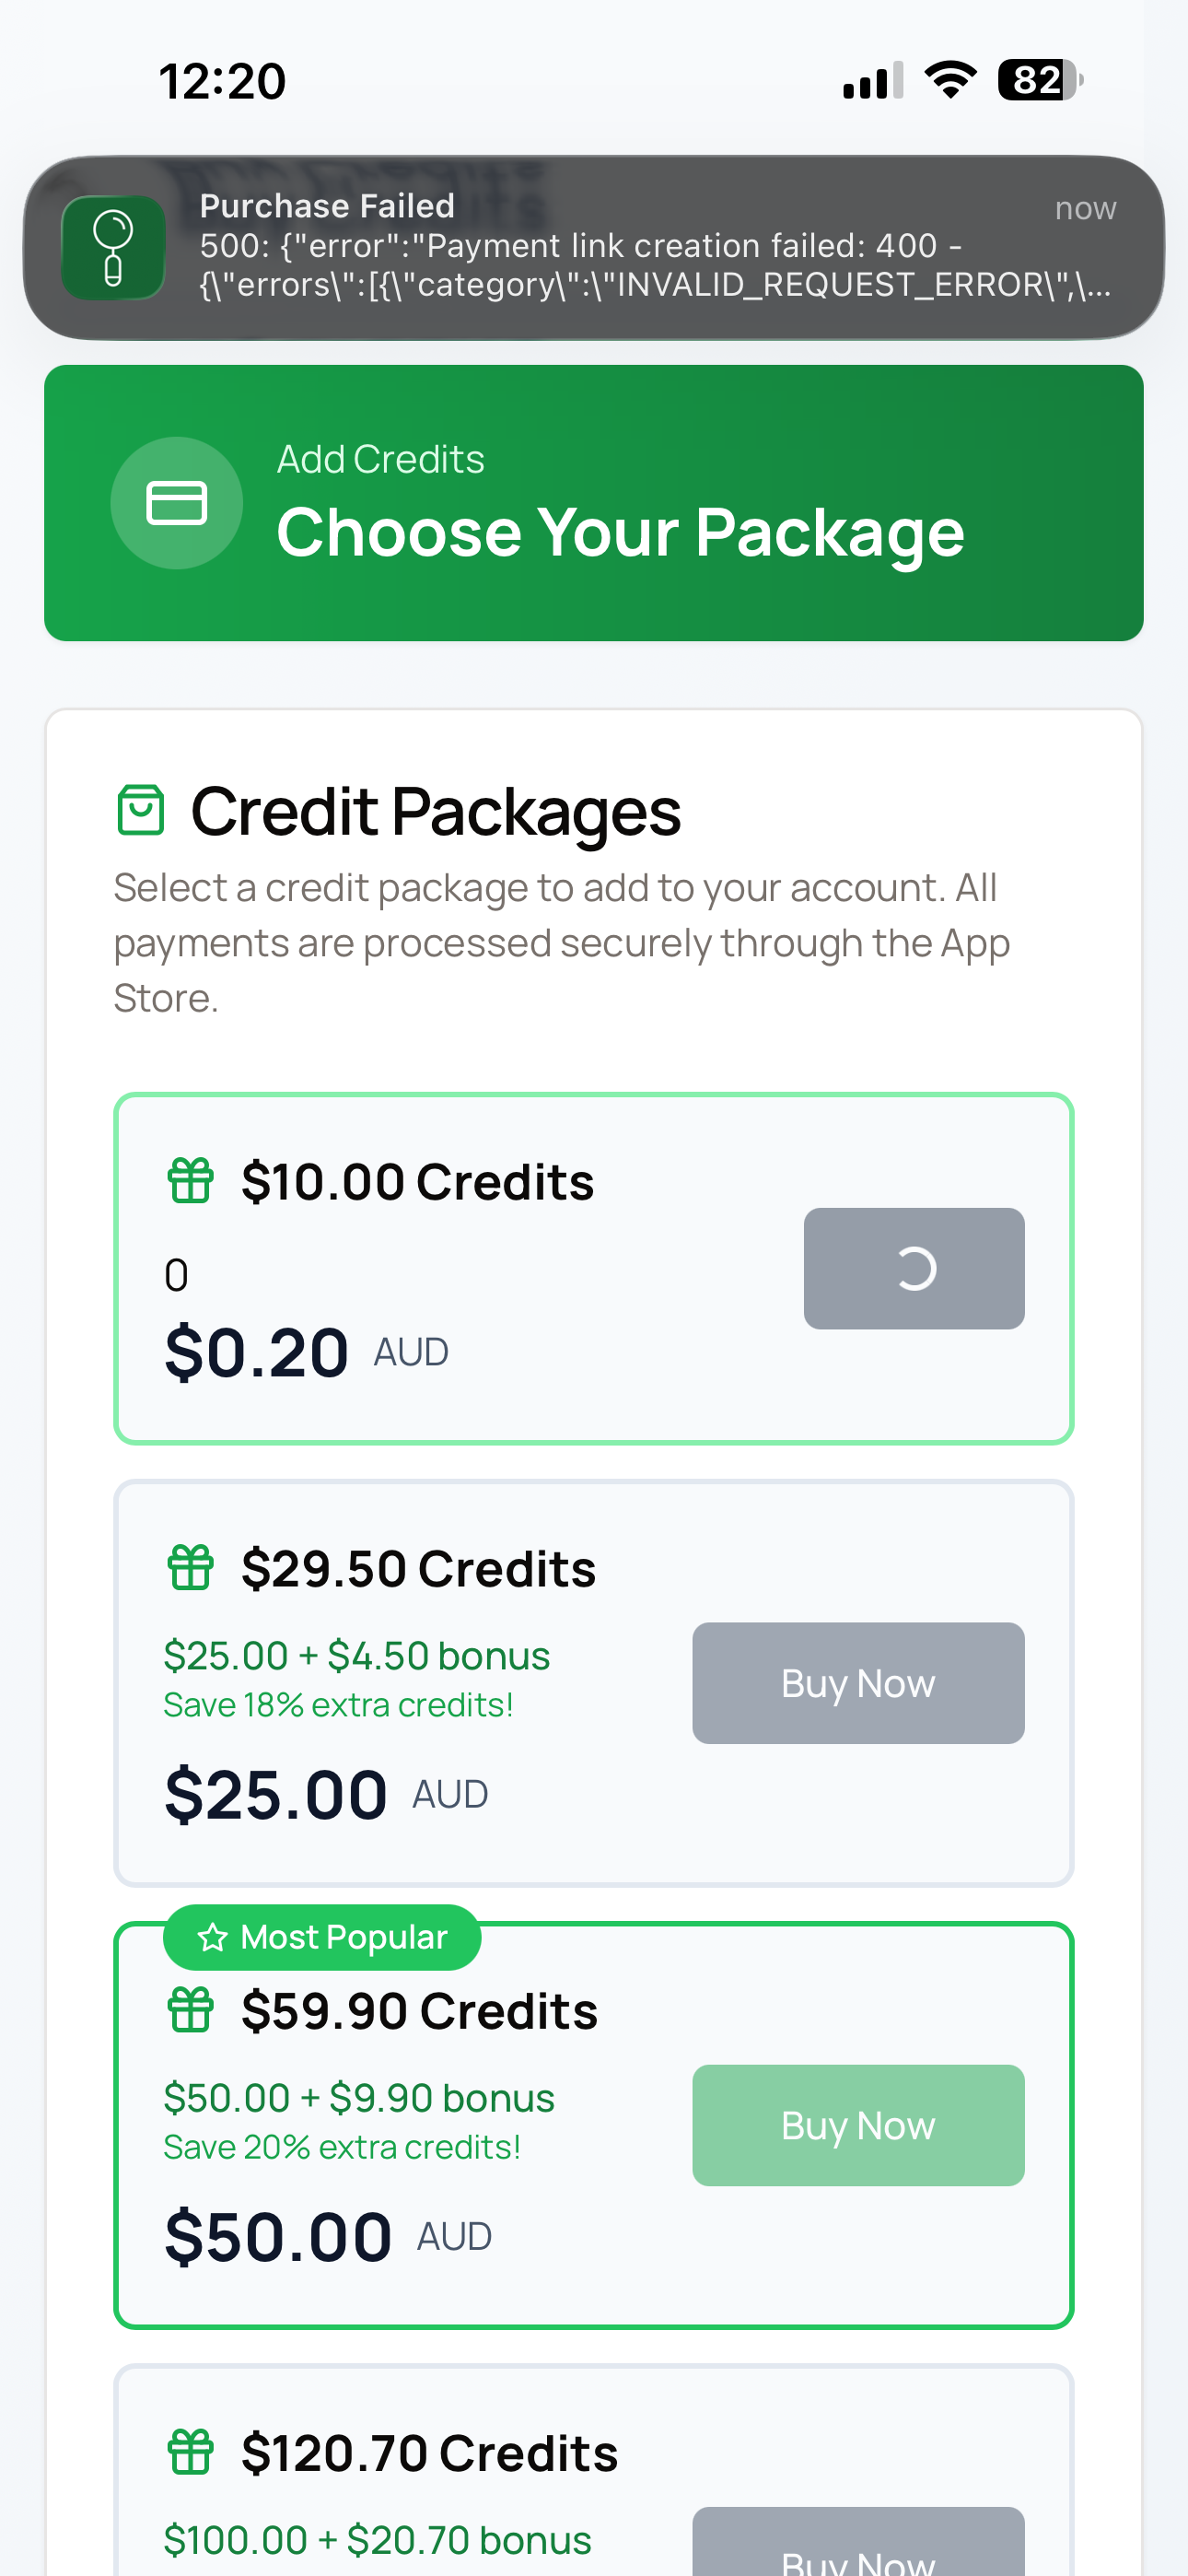 12:20
82
Purchase Failed
now
500: {"error":"Payment link creation failed: 400 -
{\"errors\":[{\"category\":\"INVALID_REQUEST_ERROR\",\...
Add Credits
Choose Your Package
Credit Packages
Select a credit package to add to your account. All
payments are processed securely through the App
Store.
$10.00 Credits
0
$0.20 AUD
$29.50 Credits
$25.00 + $4.50 bonus
Save 18% extra credits!
Buy Now
$25.00 AUD
Most Popular
$59.90 Credits
$50.00 + $9.90 bonus
Save 20% extra credits!
Buy Now
$50.00 AUD
$120.70 Credits
$100.00 + $20.70 bonus
Buy Now